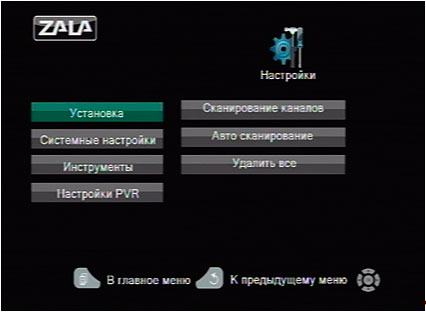 ZALA
Настройки
Установка
Системные настройки
Инструменты
Настройки PVR
Сканирование каналов
Авто сканирование
Удалить все
В главное меню К предыдущему меню